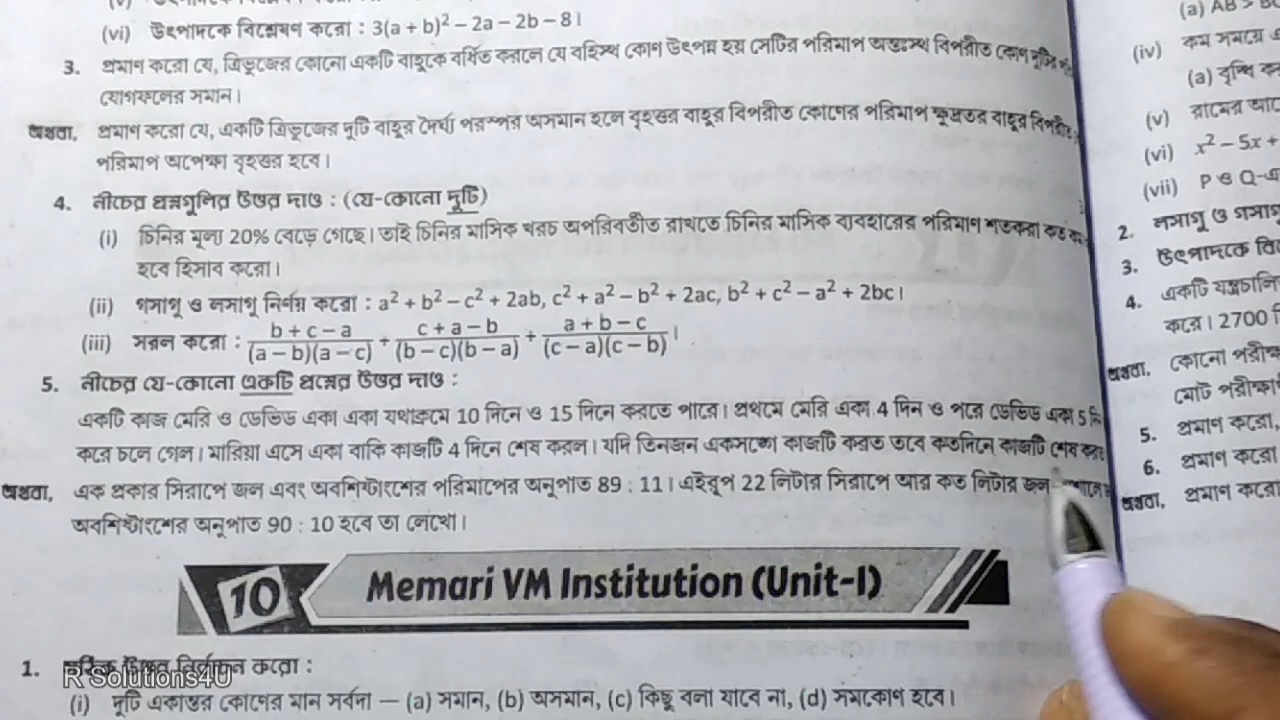 (vi) উৎপাদকে বিশ্লেষণ করো : 3(a + b)² − 2a − 2b − 8।
3. প্রমাণ করো যে, ত্রিভুজের কোনো একটি বাহুকে বর্ধিত করলে যে বহিস্থ কোণ উৎপন্ন হয় সেটির পরিমাপ অন্তঃস্থ বিপরীত কোণ দুটির
যোগফলের সমান।
অথবা, প্রমাণ করো যে, একটি ত্রিভুজের দুটি বাহুর দৈর্ঘ্য পরস্পর অসমান হলে বৃহত্তর বাহুর বিপরীত কোণের পরিমাপ ক্ষুদ্রতর বাহুর
পরিমাপ অপেক্ষা বৃহত্তর হবে।
4. নীচের প্রশ্নগুলির উত্তর দাও : (যে-কোনো দুটি)
(i) চিনির মূল্য 20% বেড়ে গেছে। তাই চিনির মাসিক খরচ অপরিবর্তীত রাখতে চিনির মাসিক ব্যবহারের পরিমাণ শতকরা কত
হবে হিসাব করো।
(ii) গসাগু ও লসাগু নির্ণয় করো : a² + b² − c² + 2ab, c² + a² − b² + 2ac, b² + c² − a² + 2bc।
(iii) সরল করো : (b + c − a)/((a − b)(a − c)) + (c + a − b)/((b − c)(b − a)) + (a + b − c)/((c − a)(c − b))।
5. নীচের যে-কোনো একটি প্রশ্নের উত্তর দাও :
একটি কাজ মেরি ও ডেভিড একা একা যথাক্রমে 10 দিনে ও 15 দিনে করতে পারে। প্রথমে মেরি একা 4 দিন ও পরে ডেভিড একা 5
করে চলে গেল। মারিয়া এসে একা বাকি কাজটি 4 দিনে শেষ করল। যদি তিনজন একসঙ্গে কাজটি করত তবে কতদিনে কাজটি শেষ
অথবা, এক প্রকার সিরাপে জল এবং অবশিষ্টাংশের পরিমাপের অনুপাত 89 : 11। এইরূপ 22 লিটার সিরাপে আর কত লিটার জল
অবশিষ্টাংশের অনুপাত 90 : 10 হবে তা লেখো।
10 Memari VM Institution (Unit-I)
1. সঠিক উত্তর নির্বাচন করো :
R Solutions4U
(i) দুটি একান্তর কোণের মান সর্বদা — (a) সমান, (b) অসমান, (c) কিছু বলা যাবে না, (d) সমকোণ হবে।
(a) AB >
(iv) কম সময়ে
(a) বৃদ্ধি
(v) রামের
(vi) x² − 5x +
(vii) P ও Q-
2. লসাগু ও
3. উৎপাদকে
4. একটি
করে। 2700
অথবা, কোনো
মোট
5. প্রমাণ করো,
6. প্রমাণ করো
অথবা, প্রমাণ করো